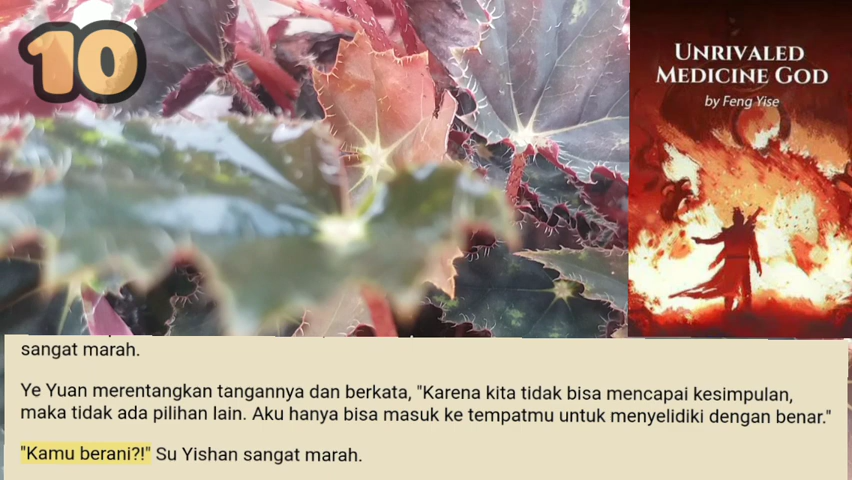 10
UNRIVALED
MEDICINE GOD
by Feng Yise
sangat marah.
Ye Yuan merentangkan tangannya dan berkata, "Karena kita tidak bisa mencapai kesimpulan,
maka tidak ada pilihan lain. Aku hanya bisa masuk ke tempatmu untuk menyelidiki dengan benar."
"Kamu berani?!" Su Yishan sangat marah.